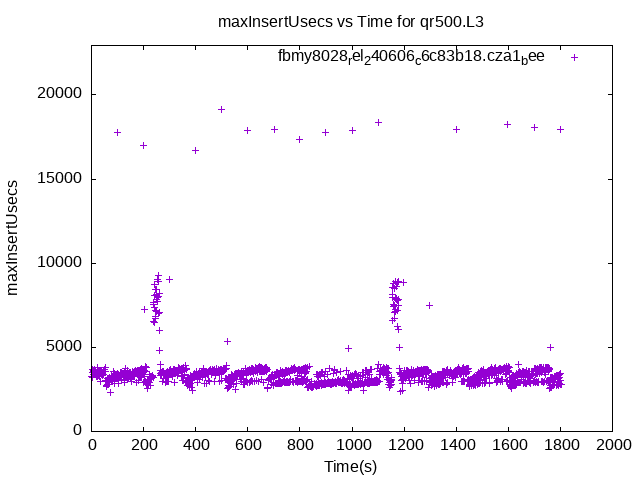 maxInsertUsecs vs Time for qr500.L3
fbmy8028rel240606c6c83b18.cza1bee
20000
15000
10000
5000
0
maxInsertUsecs
0 200 400 600 800 1000 1200 1400 1600 1800 2000
Time(s)